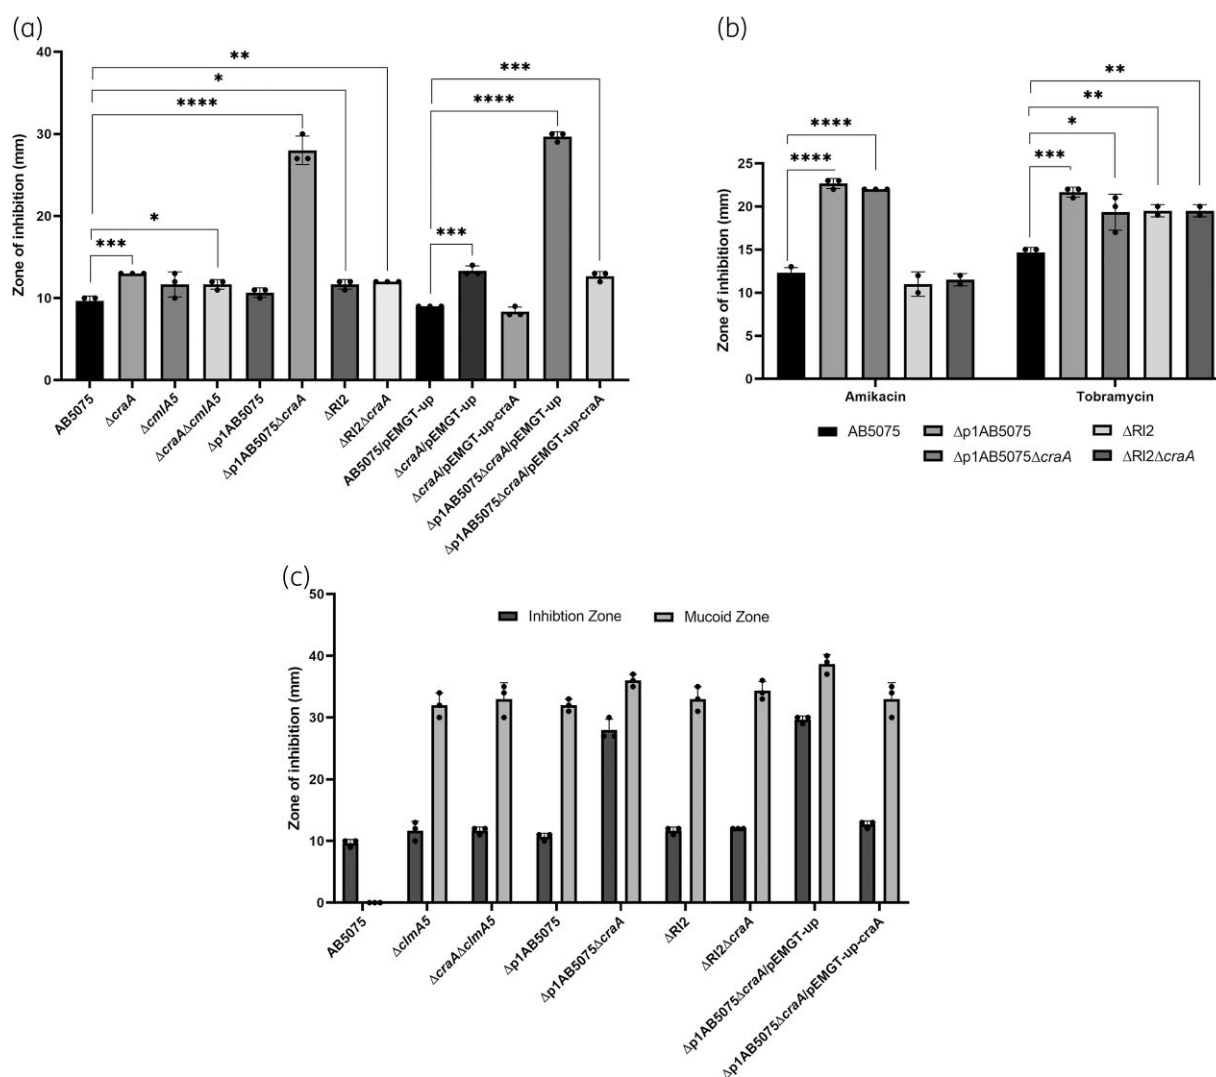 (a)
Zone of inhibition (mm)
40
30
20
10
0
**
*
****
*
***
***
****
***
AB5075
ΔcraA
ΔcmlA5
ΔcraAΔcmlA5
Δp1AB5075
Δp1AB5075ΔcraA
ΔRI2
ΔRI2ΔcraA
AB5075/pEMGT-up
ΔcraA/pEMGT-up
ΔcraA/pEMGT-up-craA
Δp1AB5075ΔcraA/pEMGT-up
Δp1AB5075ΔcraA/pEMGT-up-craA
(b)
Zone of inhibition (mm)
25
20
15
10
5
0
****
****
**
**
*
***
Amikacin
Tobramycin
AB5075
Δp1AB5075
ΔRI2
Δp1AB5075ΔcraA
ΔRI2ΔcraA
(c)
Zone of inhibition (mm)
50
40
30
20
10
0
Inhibtion Zone
Mucoid Zone
AB5075
ΔclmA5
ΔcraAΔclmA5
Δp1AB5075
Δp1AB5075ΔcraA
ΔRI2
ΔRI2ΔcraA
Δp1AB5075ΔcraA/pEMGT-up
Δp1AB5075ΔcraA/pEMGT-up-craA